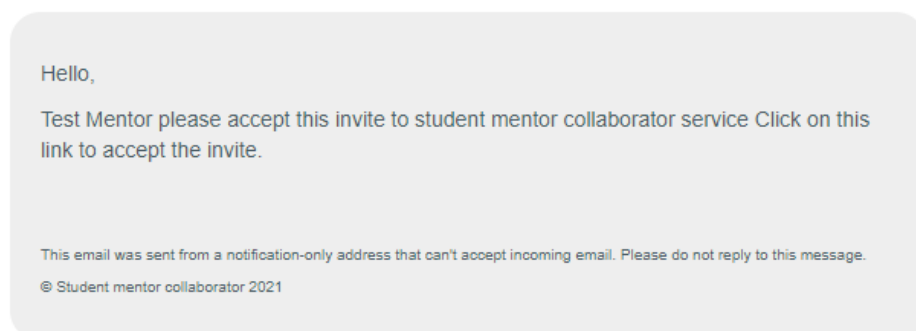 Hello,
Test Mentor please accept this invite to student mentor collaborator service Click on this
link to accept the invite.
This email was sent from a notification-only address that can't accept incoming email. Please do not reply to this message.
© Student mentor collaborator 2021